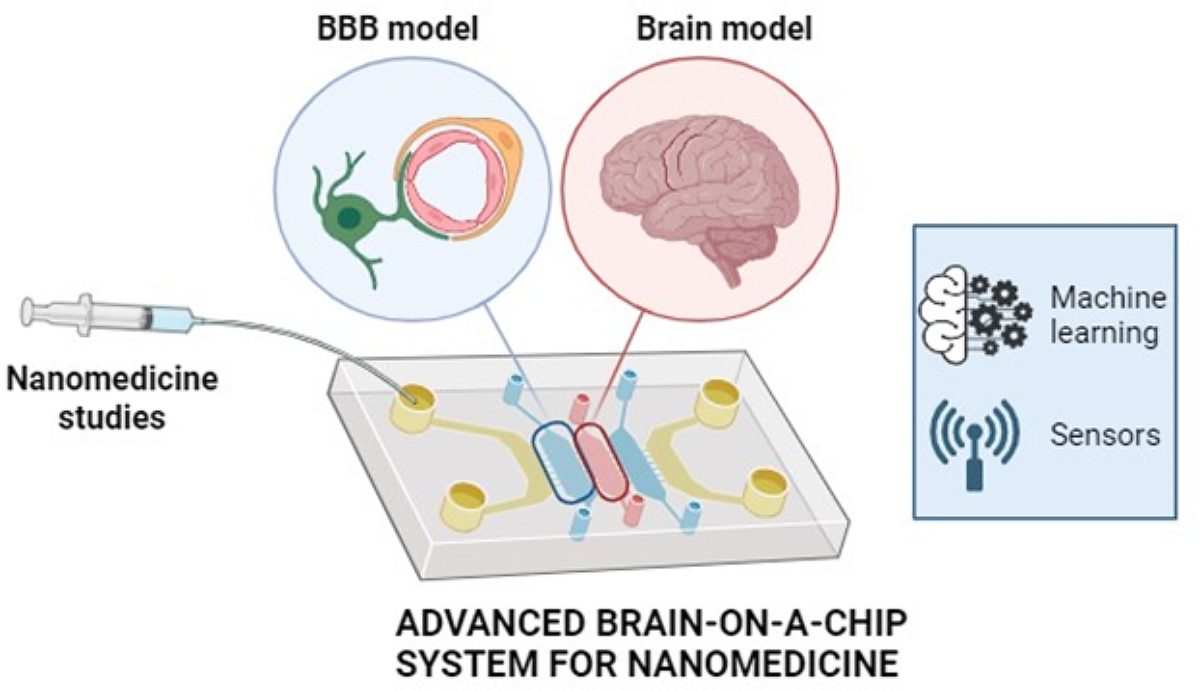 BBB model
Brain model
Nanomedicine
studies
Machine
learning
Sensors
ADVANCED BRAIN-ON-A-CHIP
SYSTEM FOR NANOMEDICINE